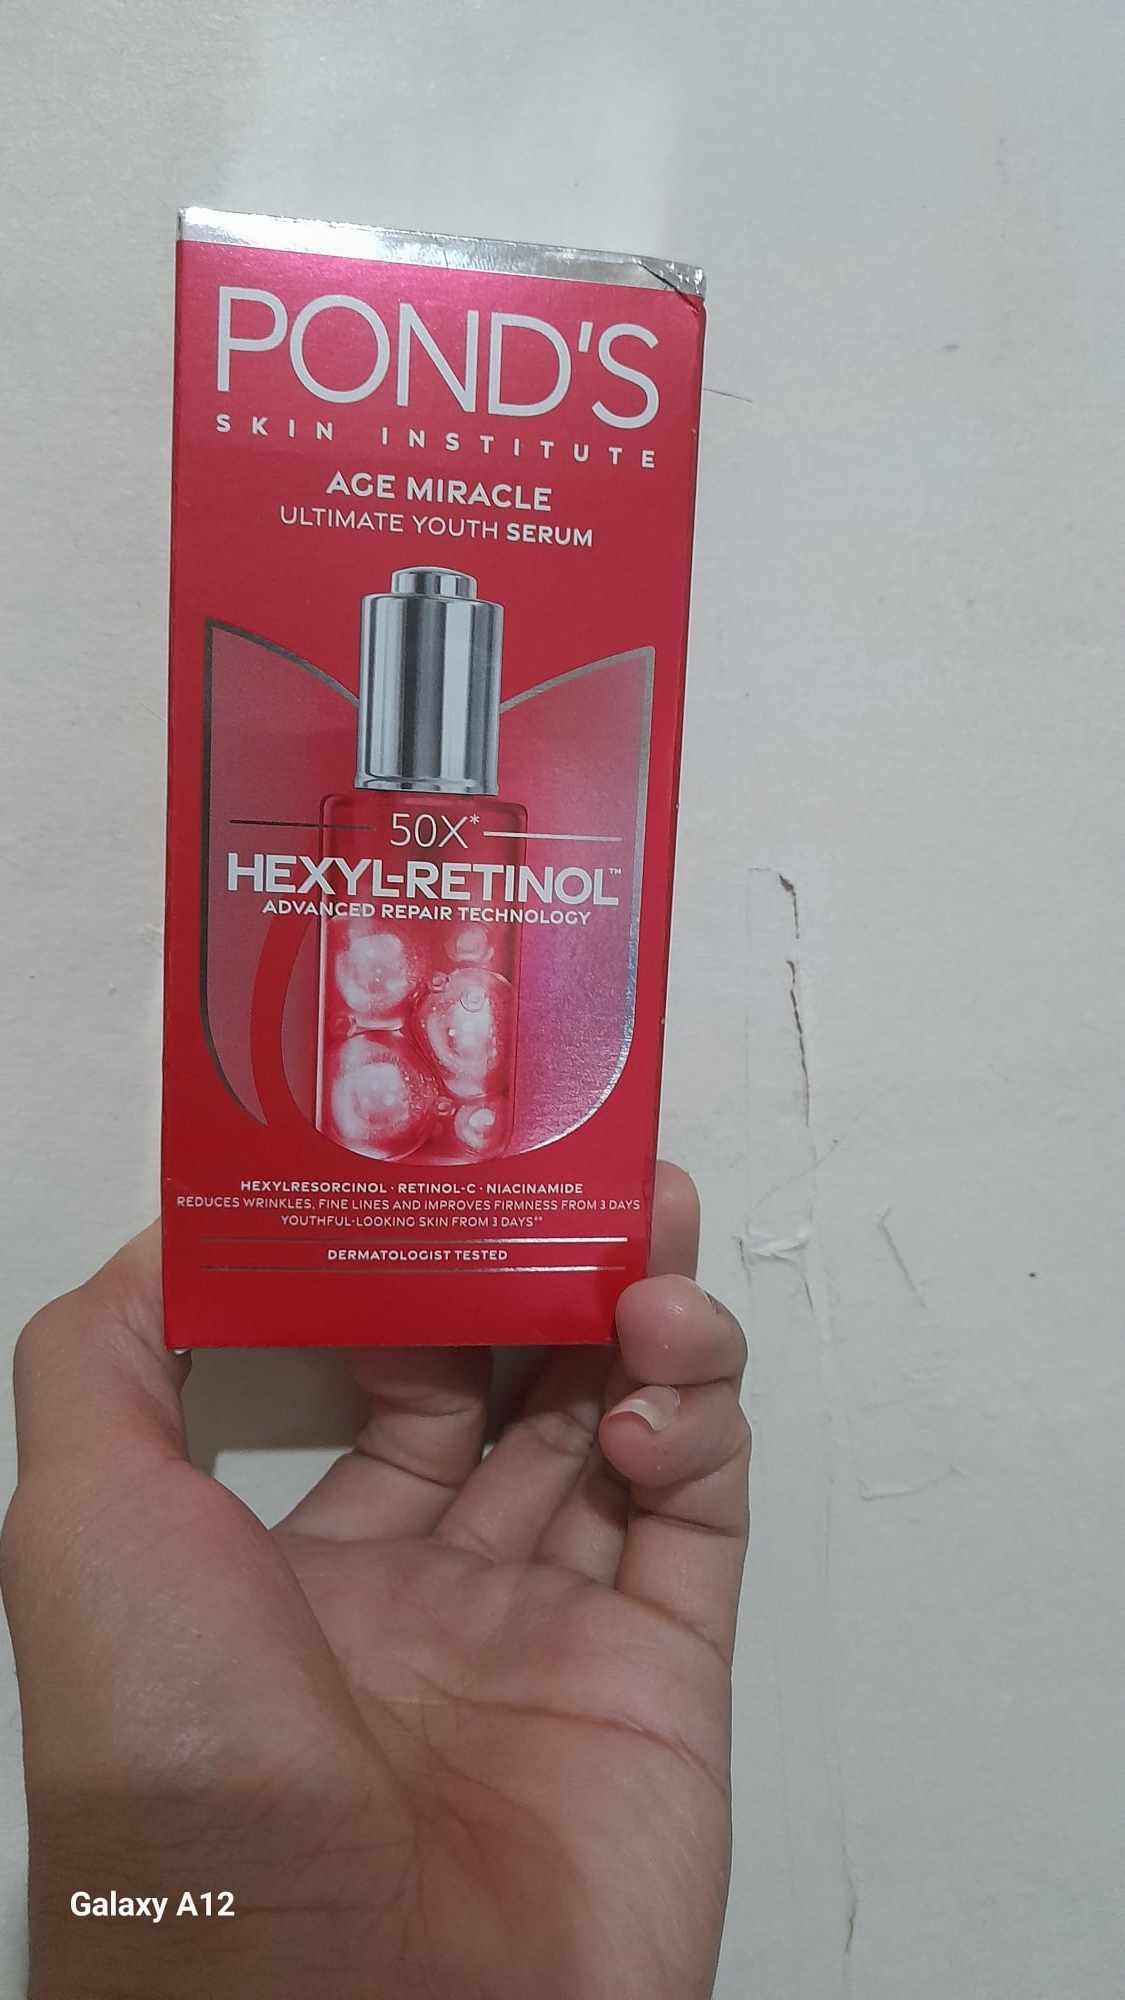 POND'S
SKIN INSTITUTE
AGE MIRACLE
ULTIMATE YOUTH SERUM
50X*
HEXYL-RETINOL™
ADVANCED REPAIR TECHNOLOGY
HEXYLRESORCINOL · RETINOL-C · NIACINAMIDE
REDUCES WRINKLES, FINE LINES AND IMPROVES FIRMNESS FROM 3 DAYS
YOUTHFUL-LOOKING SKIN FROM 3 DAYS**
DERMATOLOGIST TESTED
Galaxy A12